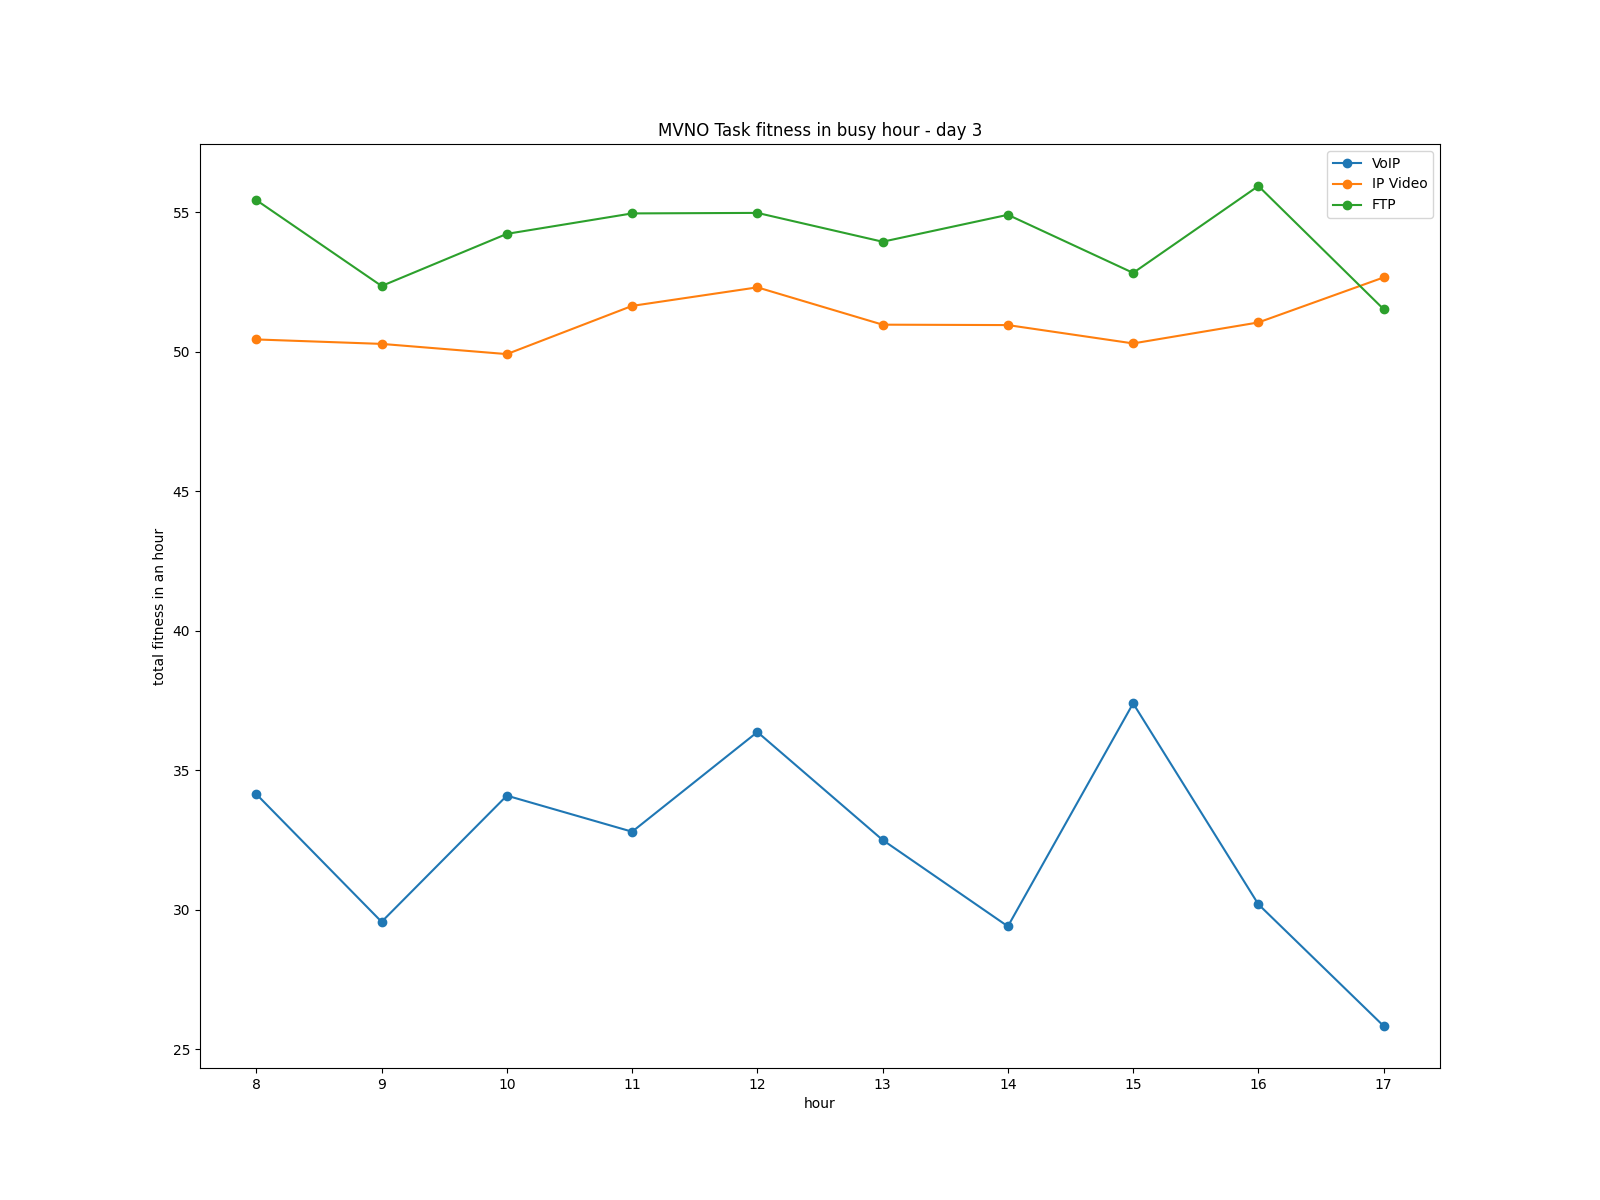 MVNO Task fitness in busy hour - day 3
VoIP
IP Video
FTP
55
50
45
40
35
30
25
total fitness in an hour
8 9 10 11 12 13 14 15 16 17
hour